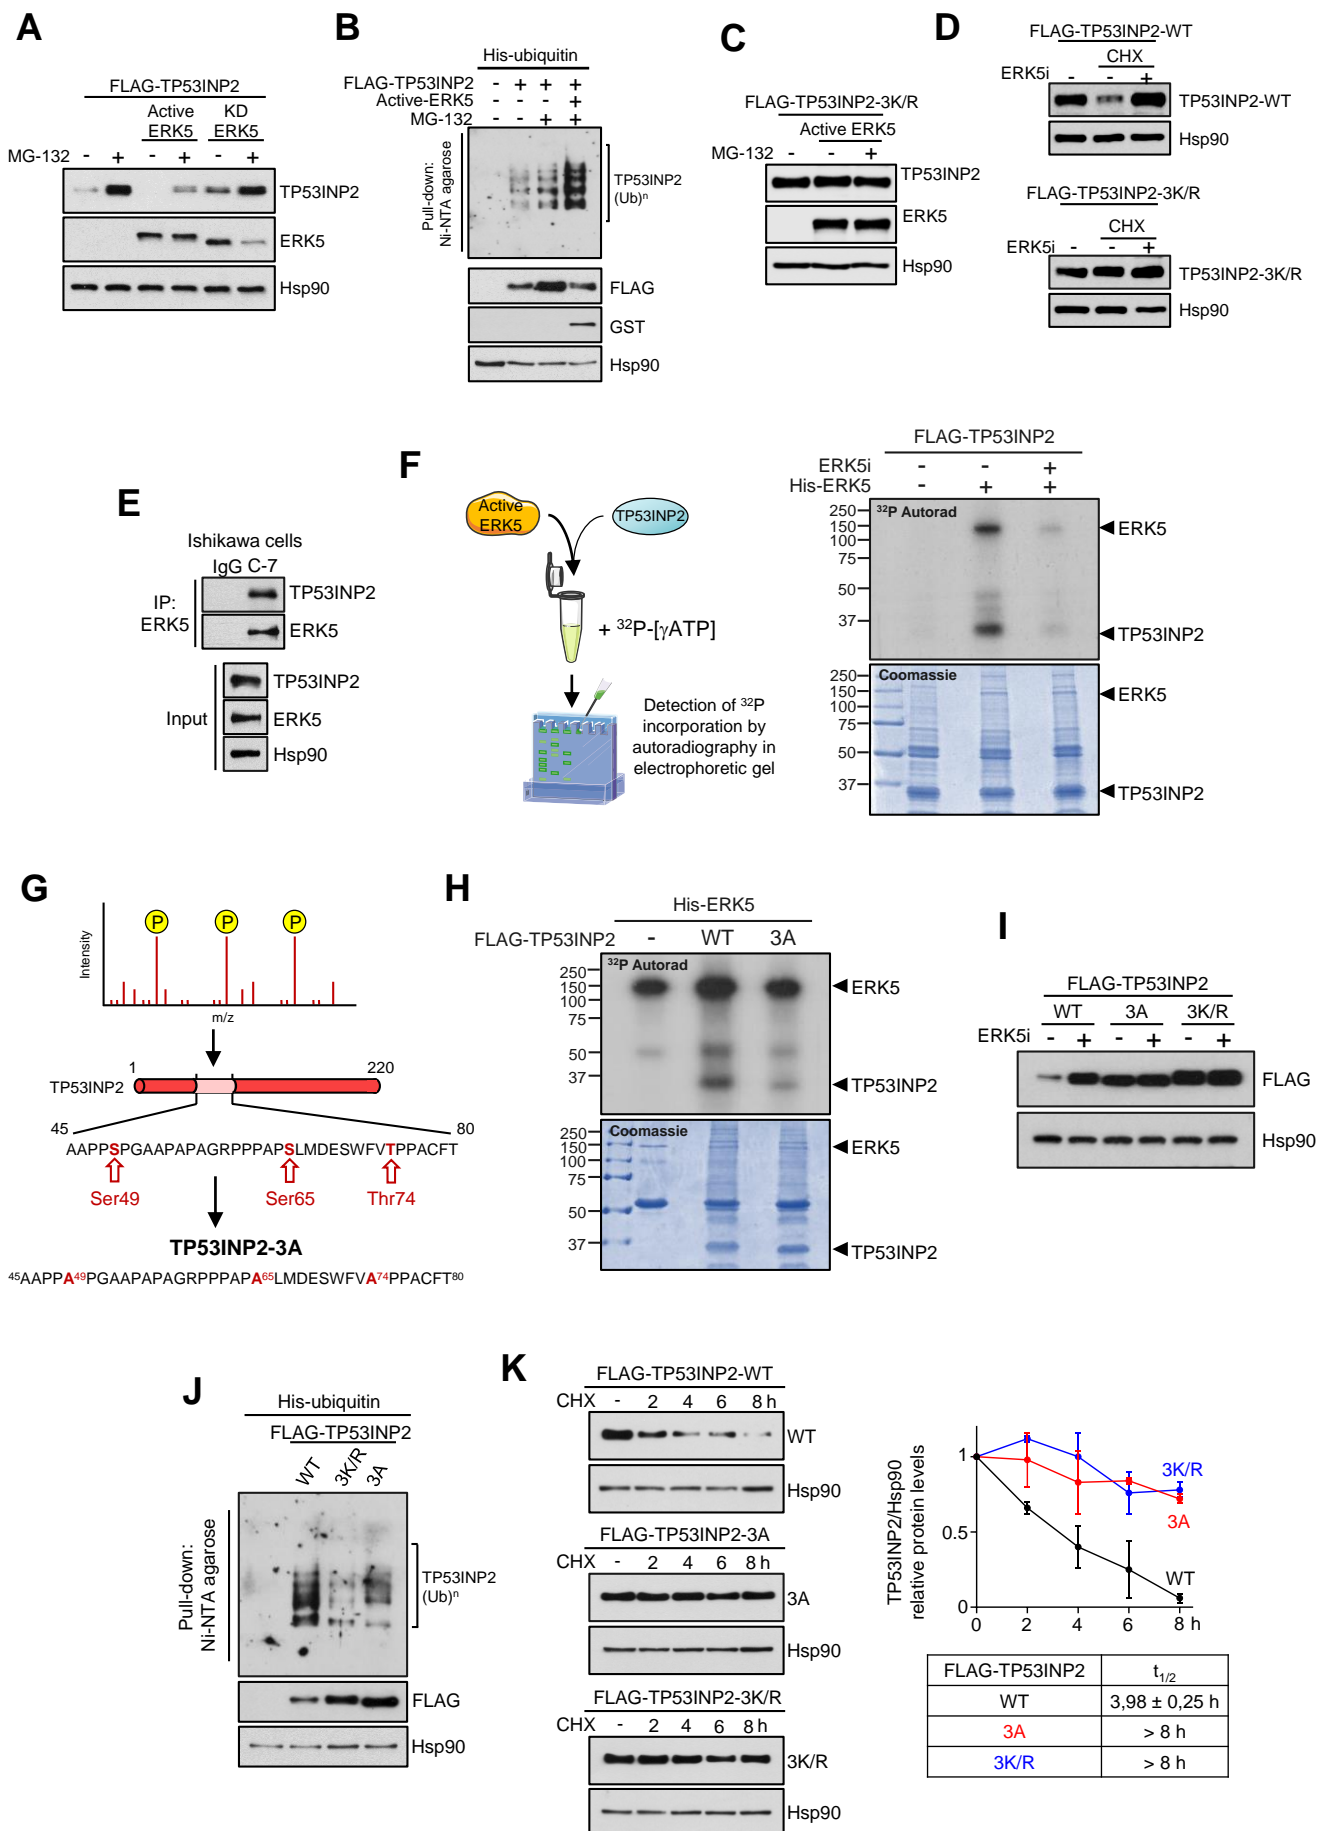 A
FLAG-TP53INP2
Active ERK5
KD ERK5
MG-132 - + - + - +
TP53INP2
ERK5
Hsp90
B
His-ubiquitin
FLAG-TP53INP2 - + + +
Active-ERK5 - - - +
MG-132 - - + +
Pull-down:
Ni-NTA agarose
TP53INP2
(Ub)ⁿ
FLAG
GST
Hsp90
C
FLAG-TP53INP2-3K/R
Active ERK5
MG-132 - - +
TP53INP2
ERK5
Hsp90
D
FLAG-TP53INP2-WT
CHX
ERK5i - - +
TP53INP2-WT
Hsp90
FLAG-TP53INP2-3K/R
CHX
ERK5i - - +
TP53INP2-3K/R
Hsp90
E
Ishikawa cells
IgG C-7
IP:
ERK5
TP53INP2
ERK5
Input
TP53INP2
ERK5
Hsp90
F
Active
ERK5
TP53INP2
+ ³²P-[γATP]
Detection of ³²P
incorporation by
autoradiography in
electrophoretic gel
FLAG-TP53INP2
ERK5i - - +
His-ERK5 - + +
³²P Autorad
250
150
100
75
50
37
ERK5
TP53INP2
Coomassie
250
150
100
75
50
37
ERK5
TP53INP2
G
Intensity
P P P
m/z
1 220
TP53INP2
45 80
AAPPSPGAAPAPAGRPPPAPSLMDESWFVTPPACFT
Ser49 Ser65 Thr74
TP53INP2-3A
⁴⁵AAPPA⁴⁹PGAAPAPAGRPPPAPA⁶⁵LMDESWFVA⁷⁴PPACFT⁸⁰
H
His-ERK5
FLAG-TP53INP2 - WT 3A
³²P Autorad
250
150
100
75
50
37
ERK5
TP53INP2
Coomassie
250
150
100
75
50
37
ERK5
TP53INP2
I
FLAG-TP53INP2
WT 3A 3K/R
ERK5i - + - + - +
FLAG
Hsp90
J
His-ubiquitin
FLAG-TP53INP2
WT 3K/R 3A
Pull-down:
Ni-NTA agarose
TP53INP2
(Ub)ⁿ
FLAG
Hsp90
K
FLAG-TP53INP2-WT
CHX - 2 4 6 8 h
WT
Hsp90
FLAG-TP53INP2-3A
CHX - 2 4 6 8 h
3A
Hsp90
FLAG-TP53INP2-3K/R
CHX - 2 4 6 8 h
3K/R
Hsp90
TP53INP2/Hsp90
relative protein levels
1
0.5
0
0 2 4 6 8 h
3K/R
3A
WT
FLAG-TP53INP2 t1/2
WT 3,98 ± 0,25 h
3A > 8 h
3K/R > 8 h